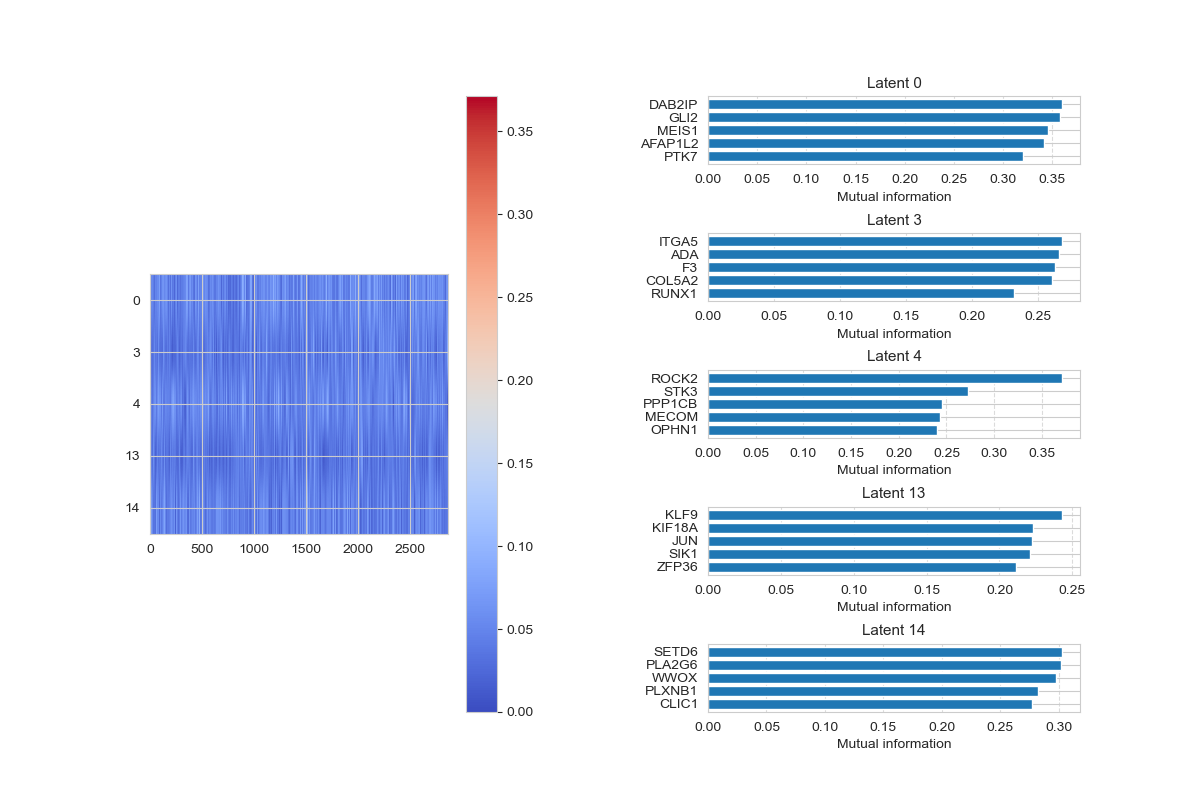 0
3
4
13
14
0 500 1000 1500 2000 2500
0.35
0.30
0.25
0.20
0.15
0.10
0.05
0.00
Latent 0
DAB2IP
GLI2
MEIS1
AFAP1L2
PTK7
0.00 0.05 0.10 0.15 0.20 0.25 0.30 0.35
Mutual information
Latent 3
ITGA5
ADA
F3
COL5A2
RUNX1
0.00 0.05 0.10 0.15 0.20 0.25
Mutual information
Latent 4
ROCK2
STK3
PPP1CB
MECOM
OPHN1
0.00 0.05 0.10 0.15 0.20 0.25 0.30 0.35
Mutual information
Latent 13
KLF9
KIF18A
JUN
SIK1
ZFP36
0.00 0.05 0.10 0.15 0.20 0.25
Mutual information
Latent 14
SETD6
PLA2G6
WWOX
PLXNB1
CLIC1
0.00 0.05 0.10 0.15 0.20 0.25 0.30
Mutual information